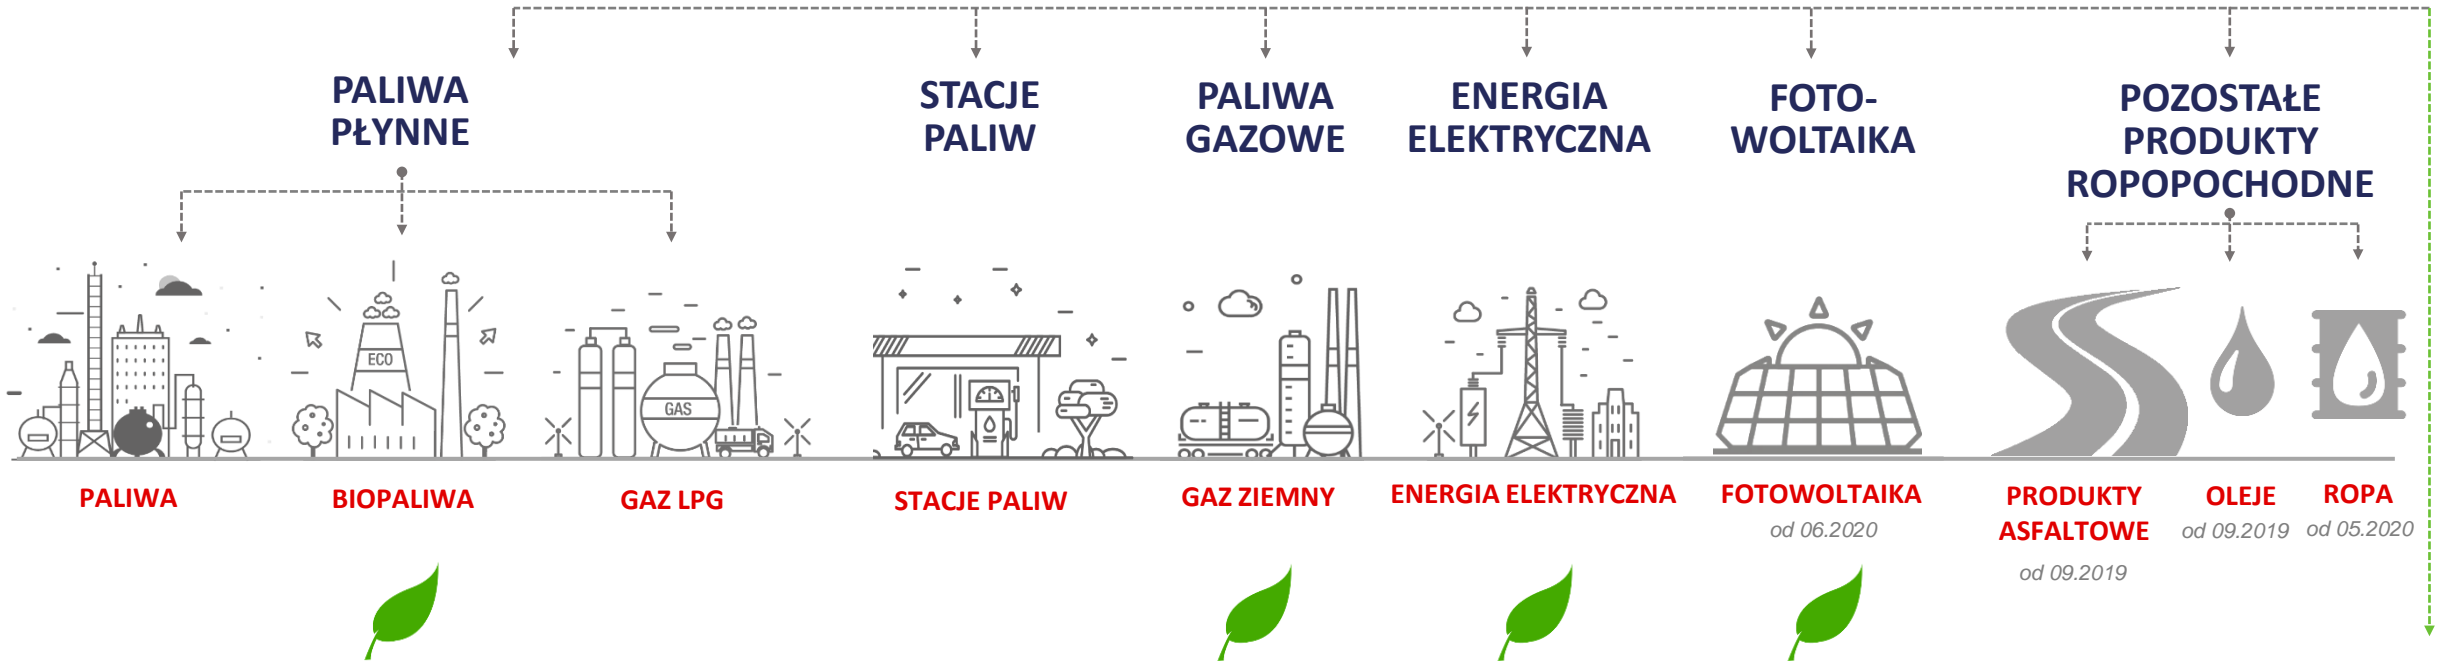 PALIWA
PŁYNNE
STACJE
PALIW
PALIWA
GAZOWE
ENERGIA
ELEKTRYCZNA
FOTO-
WOLTAIKA
POZOSTAŁE
PRODUKTY
ROPOPOCHODNE
ECO
GAS
PALIWA
BIOPALIWA
GAZ LPG
STACJE PALIW
GAZ ZIEMNY
ENERGIA ELEKTRYCZNA
FOTOWOLTAIKA
od 06.2020
PRODUKTY
ASFALTOWE
od 09.2019
OLEJE
od 09.2019
ROPA
od 05.2020